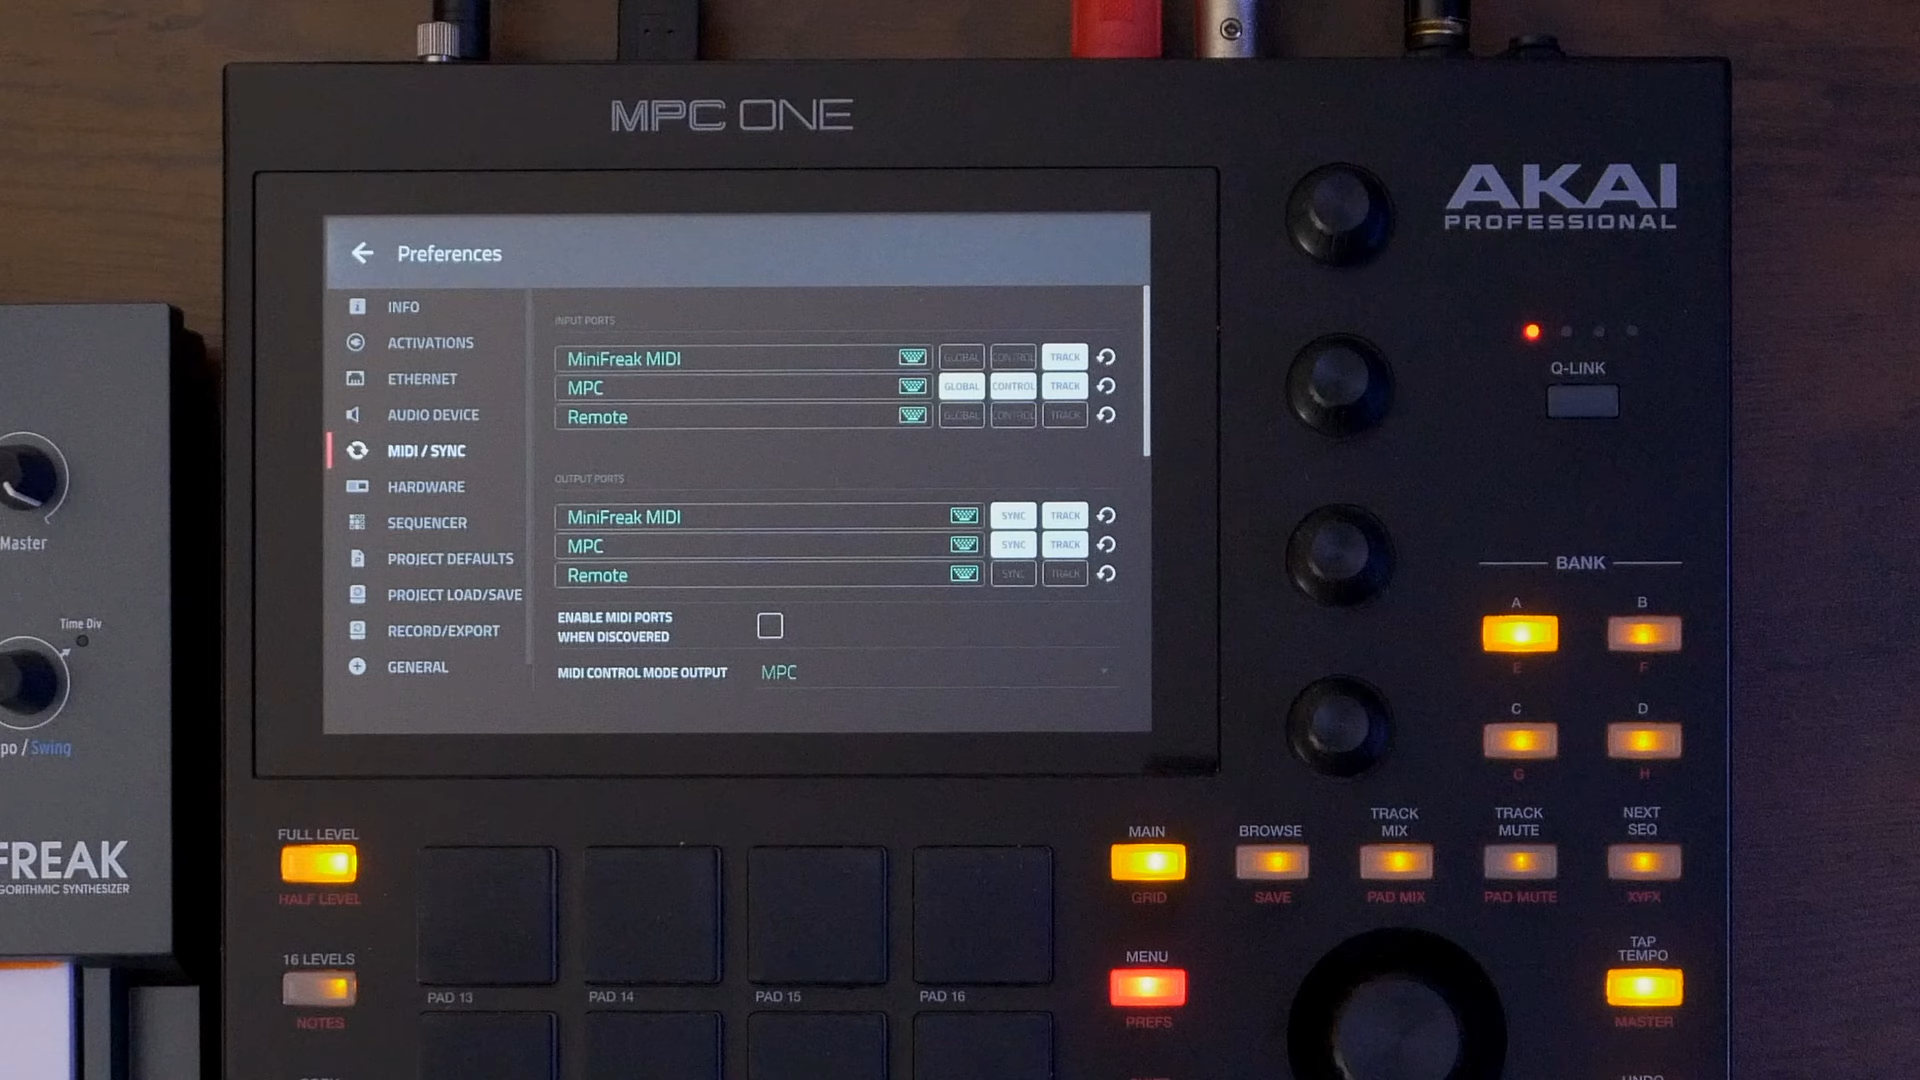 MPC ONE
AKAI
PROFESSIONAL
Preferences
INFO
ACTIVATIONS
ETHERNET
AUDIO DEVICE
MIDI / SYNC
HARDWARE
SEQUENCER
PROJECT DEFAULTS
PROJECT LOAD/SAVE
RECORD/EXPORT
GENERAL
INPUT PORTS
MiniFreak MIDI GLOBAL CONTROL TRACK
MPC GLOBAL CONTROL TRACK
Remote GLOBAL CONTROL TRACK
OUTPUT PORTS
MiniFreak MIDI SYNC TRACK
MPC SYNC TRACK
Remote SYNC TRACK
ENABLE MIDI PORTS
WHEN DISCOVERED
MIDI CONTROL MODE OUTPUT MPC
Q-LINK
BANK
A B
E F
C D
G H
Master
Time Div
po / Swing
FREAK
GORITHMIC SYNTHESIZER
FULL LEVEL
HALF LEVEL
16 LEVELS
NOTES
PAD 13 PAD 14 PAD 15 PAD 16
MAIN
GRID
BROWSE
SAVE
TRACK
MIX
PAD MIX
TRACK
MUTE
PAD MUTE
NEXT
SEQ
XYFX
MENU
PREFS
TAP
TEMPO
MASTER